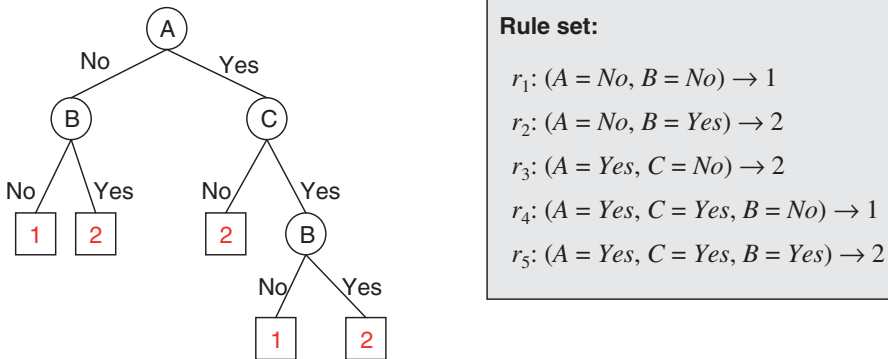 A
No Yes
B C
No Yes No Yes
1 2 2 B
No Yes
1 2
Rule set:
r1: (A = No, B = No) → 1
r2: (A = No, B = Yes) → 2
r3: (A = Yes, C = No) → 2
r4: (A = Yes, C = Yes, B = No) → 1
r5: (A = Yes, C = Yes, B = Yes) → 2